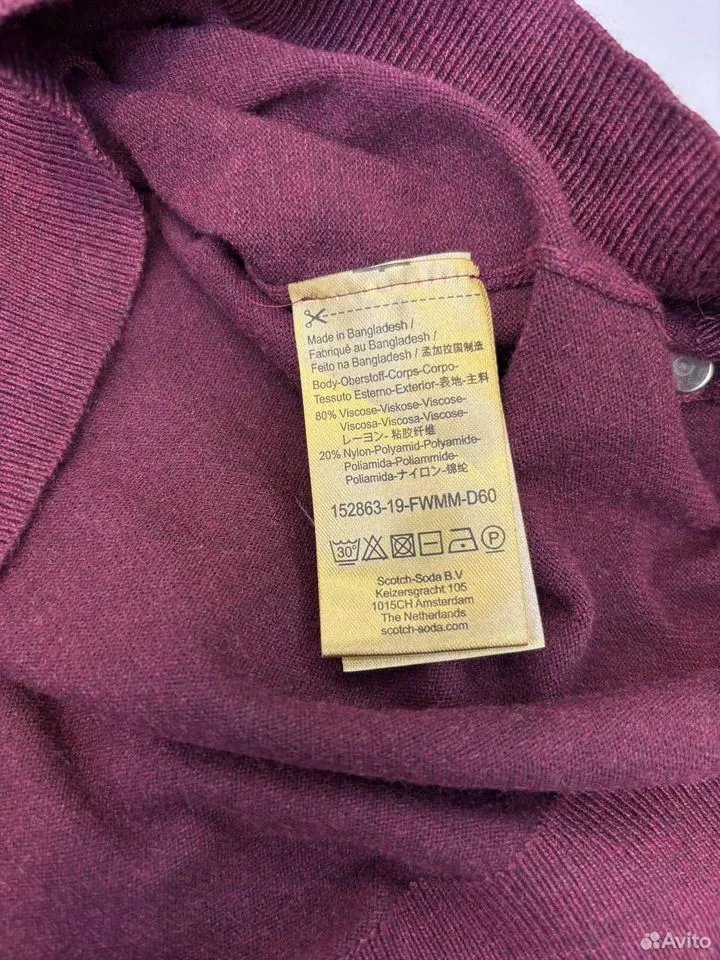 Made in Bangladesh /
Fabriqué au Bangladesh /
Feito na Bangladesh / 孟加拉国制造
Body-Oberstoff-Corps-Corpo-
Tessuto Esterno-Exterior-表地-主料
80% Viscose-Viskose-Viscose-
Viscosa-Viscosa-Viscose-
レーヨン- 粘胶纤维
20% Nylon-Polyamid-Polyamide-
Poliamida-Poliammide-
Poliamida-ナイロン-锦纶
152863-19-FWMM-D60
30° P
Scotch-Soda B.V
Keizersgracht 105
1015CH Amsterdam
The Netherlands
scotch-soda.com
Avito